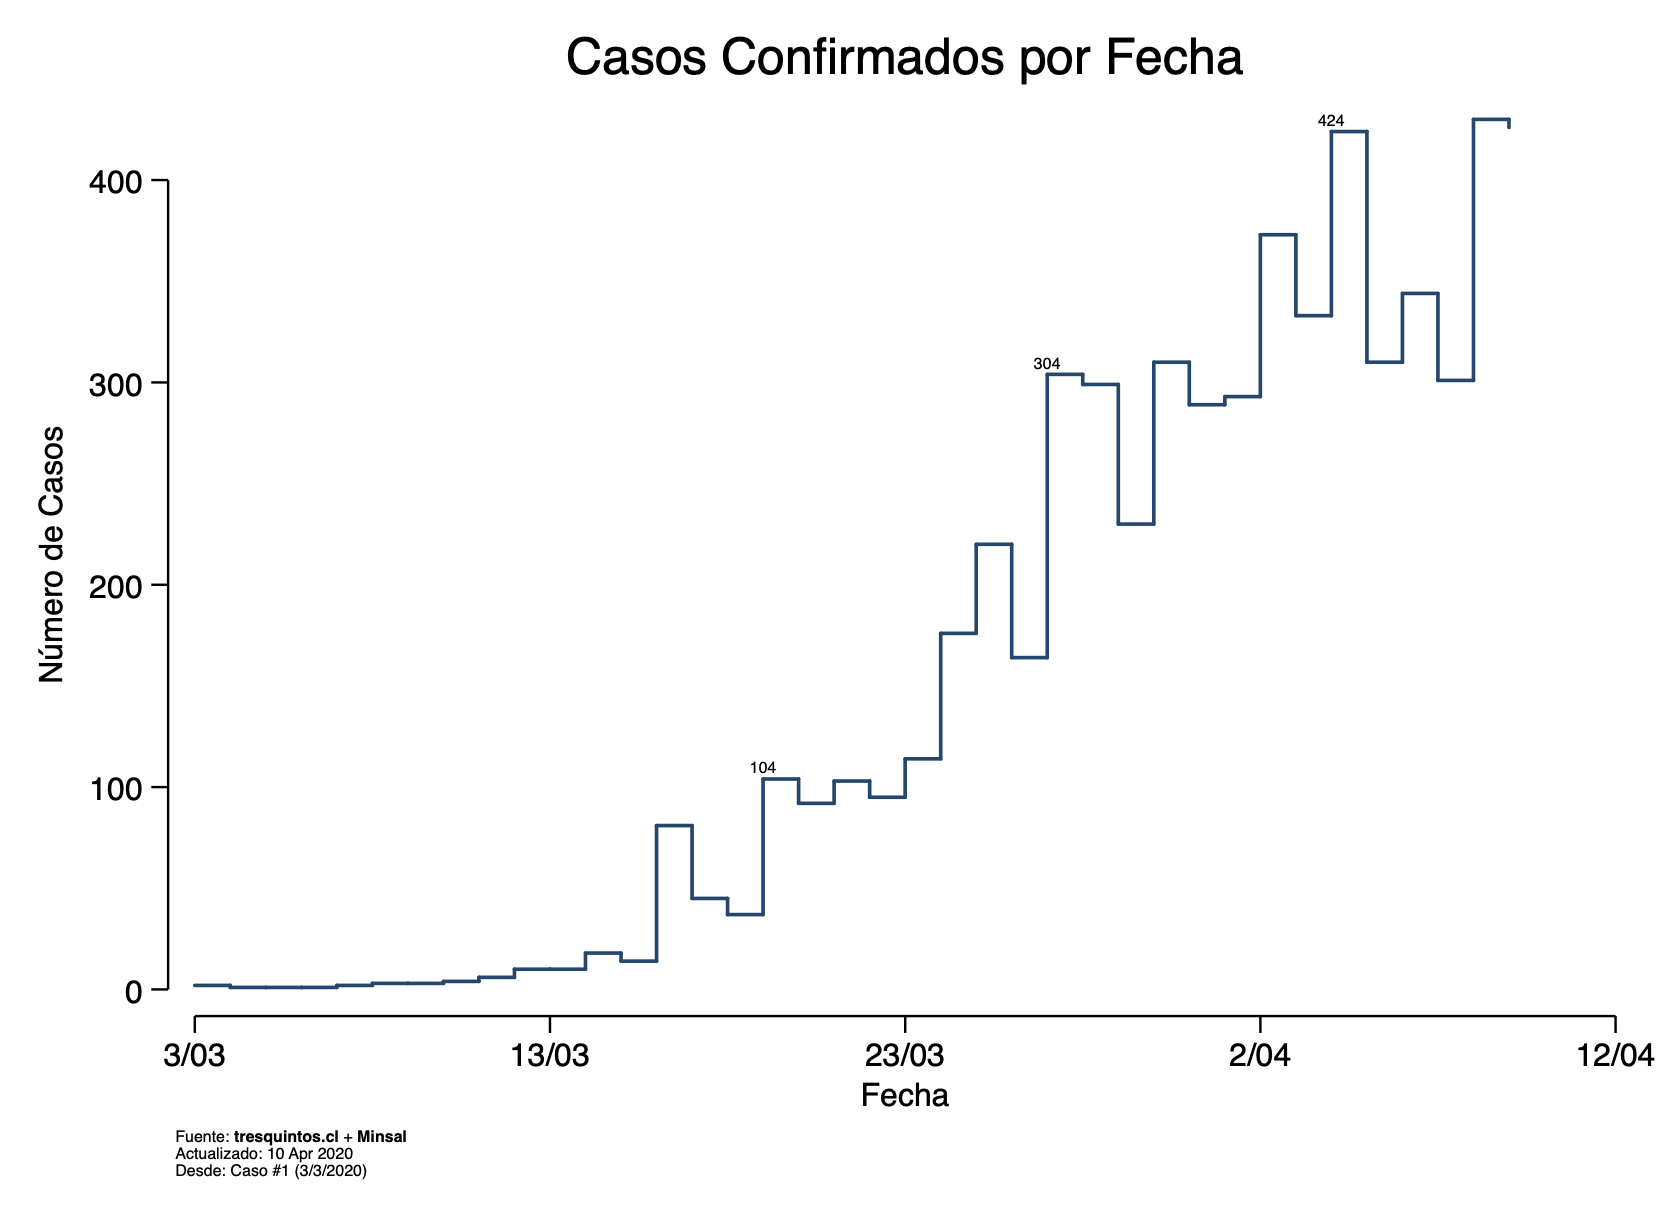 Casos Confirmados por Fecha
424
400
304
300
Número de Casos
200
104
100
0
3/03 13/03 23/03 2/04 12/04
Fecha
Fuente: tresquintos.cl + Minsal
Actualizado: 10 Apr 2020
Desde: Caso #1 (3/3/2020)